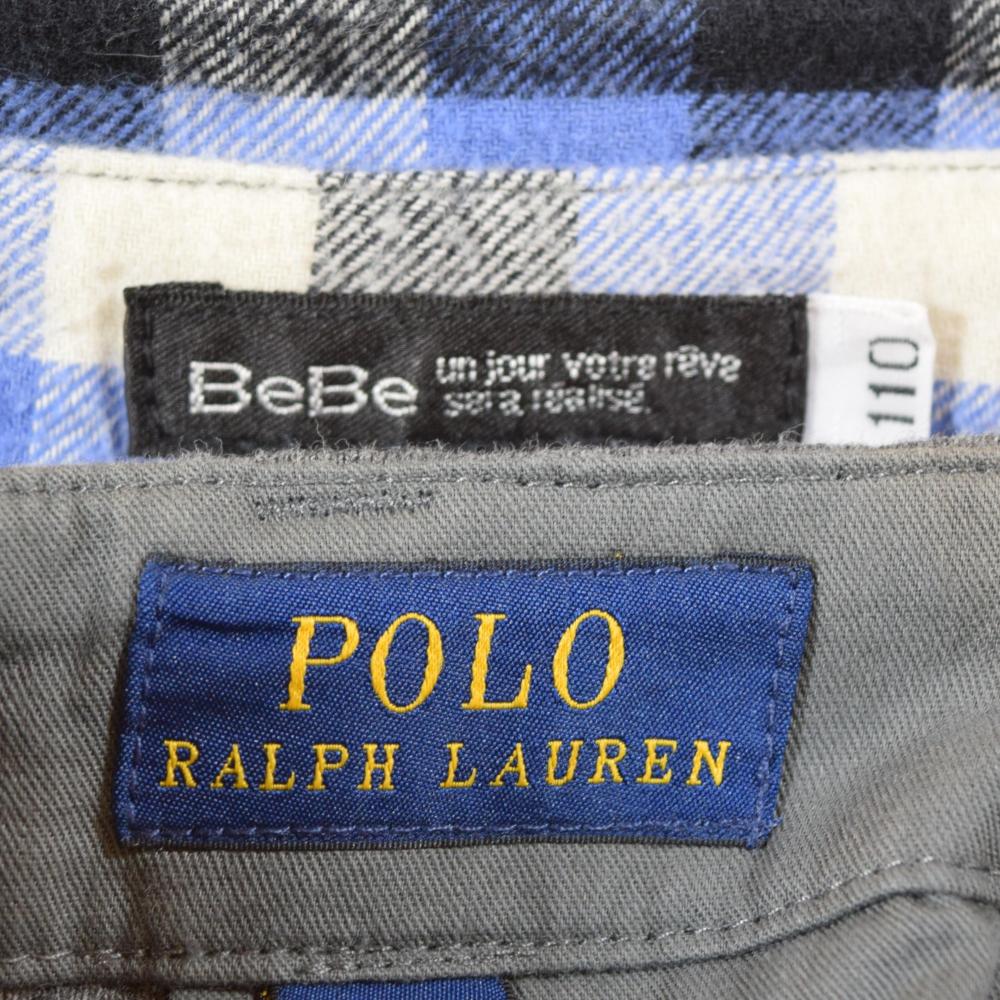 BeBe
un jour votre rêve
sera réalisé.
110
POLO
RALPH LAUREN